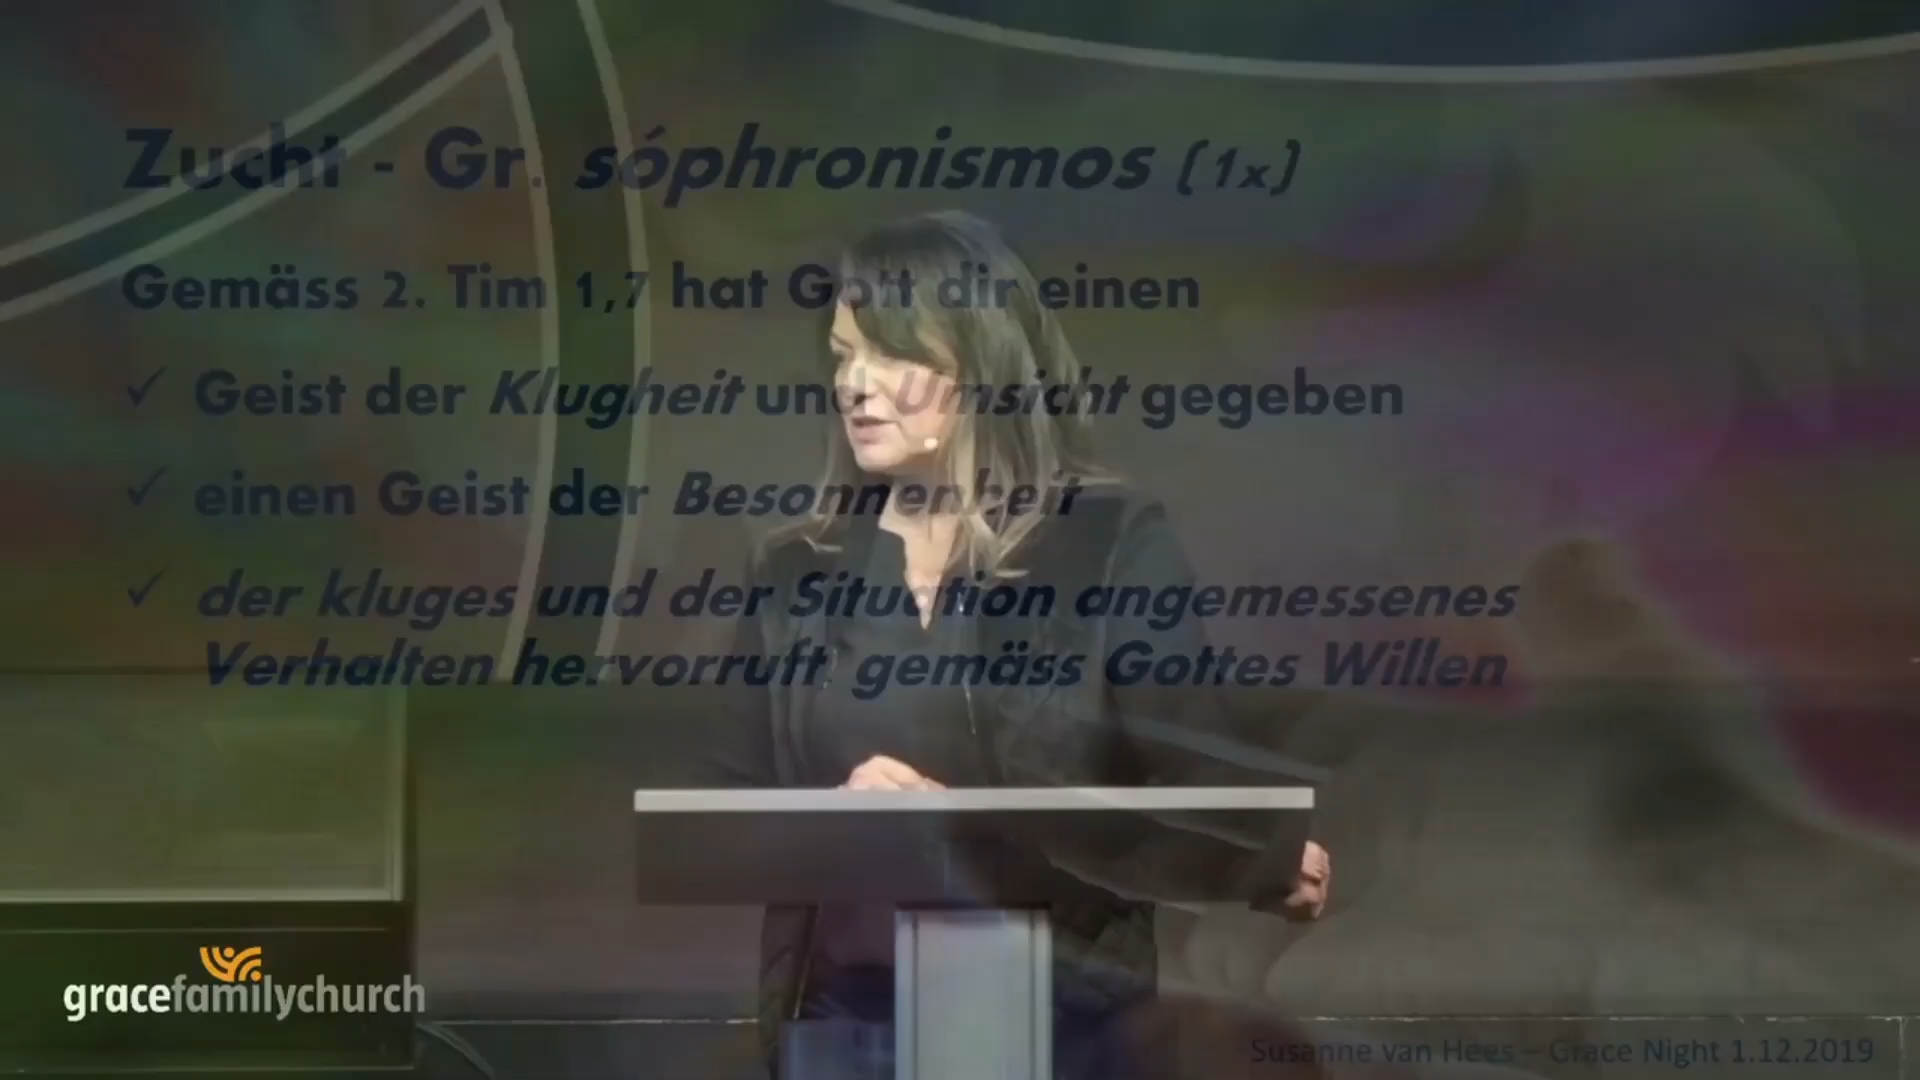 Zucht - Gr. sóphronismos (1x)
Gemäss 2. Tim 1,7 hat Gott dir einen
✓ Geist der Klugheit und Umsicht gegeben
✓ einen Geist der Besonnenheit
✓ der kluges und der Situation angemessenes
Verhalten hervorruft gemäss Gottes Willen
gracefamilychurch
Susanne van Hees – Grace Night 1.12.2019